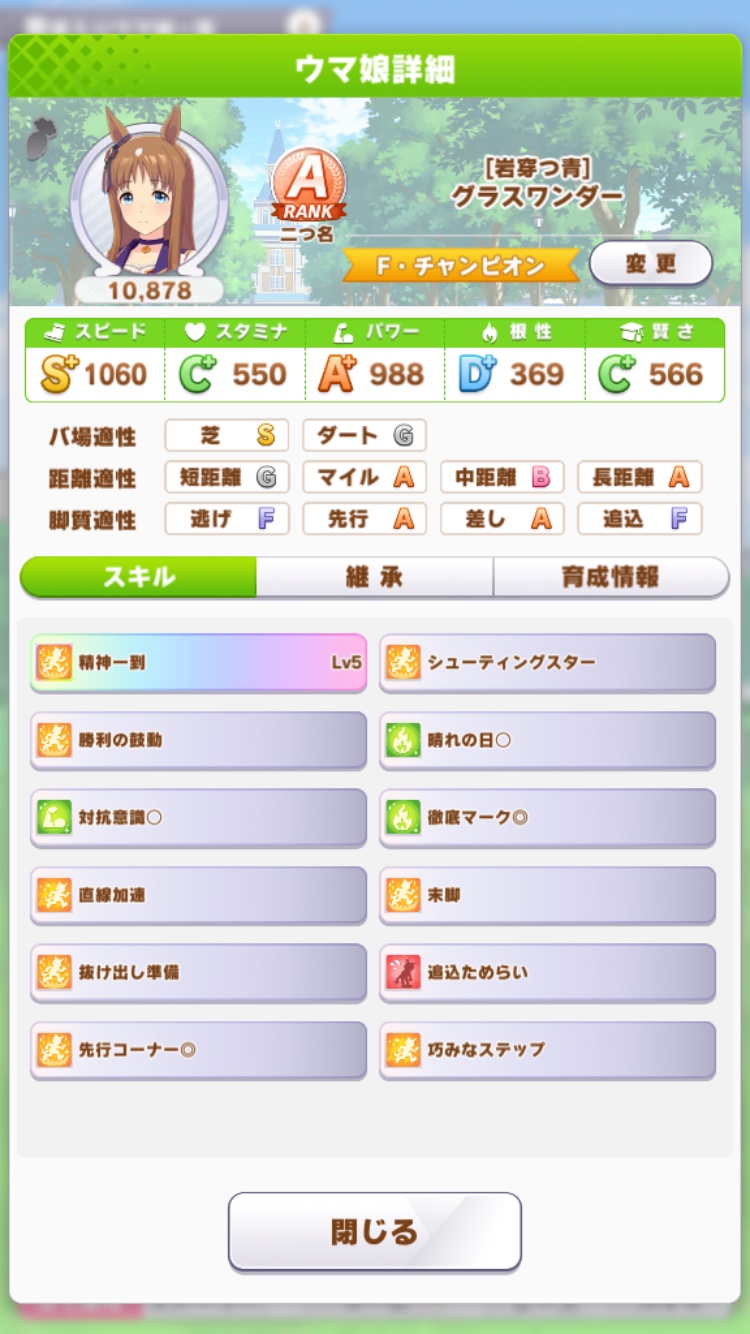 ウマ娘詳細
A
RANK
二つ名
[岩穿つ青]
グラスワンダー
F・チャンピオン 変更
10,878
スピード スタミナ パワー 根性 賢さ
S+ 1060 C+ 550 A+ 988 D+ 369 C+ 566
バ場適性 芝 S ダート G
距離適性 短距離 G マイル A 中距離 B 長距離 A
脚質適性 逃げ F 先行 A 差し A 追込 F
スキル 継承 育成情報
精神一到 Lv5 シューティングスター
勝利の鼓動 晴れの日○
対抗意識○ 徹底マーク◎
直線加速 末脚
抜け出し準備 追込ためらい
先行コーナー◎ 巧みなステップ
閉じる